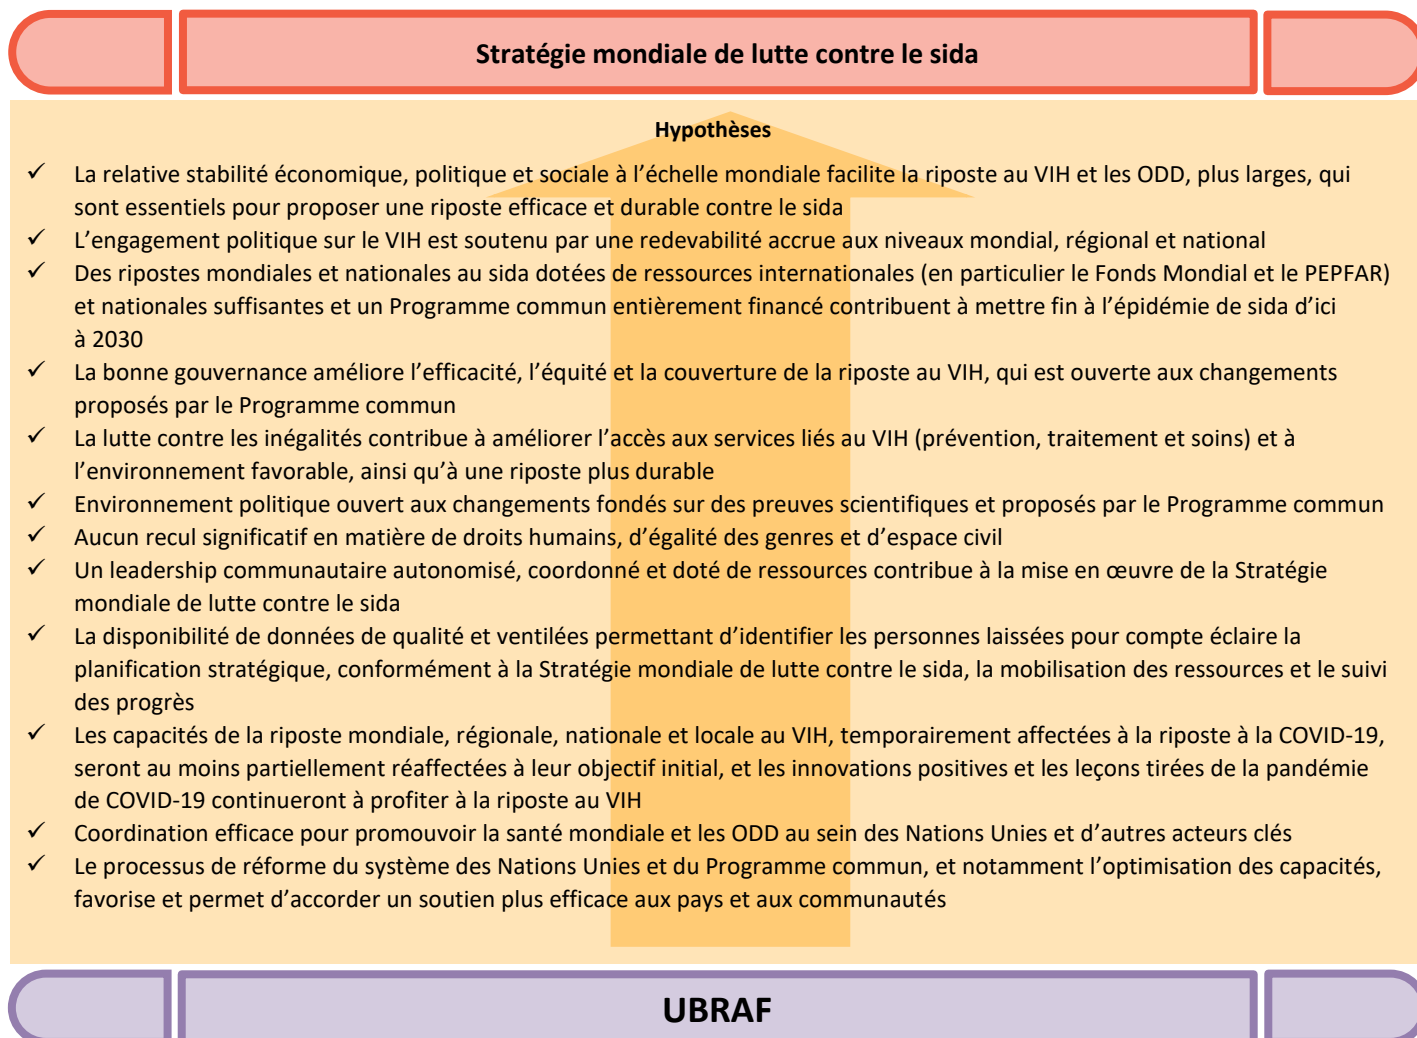 Stratégie mondiale de lutte contre le sida
Hypothèses
✓ La relative stabilité économique, politique et sociale à l’échelle mondiale facilite la riposte au VIH et les ODD, plus larges, qui
sont essentiels pour proposer une riposte efficace et durable contre le sida
✓ L’engagement politique sur le VIH est soutenu par une redevabilité accrue aux niveaux mondial, régional et national
✓ Des ripostes mondiales et nationales au sida dotées de ressources internationales (en particulier le Fonds Mondial et le PEPFAR)
et nationales suffisantes et un Programme commun entièrement financé contribuent à mettre fin à l’épidémie de sida d’ici
à 2030
✓ La bonne gouvernance améliore l’efficacité, l’équité et la couverture de la riposte au VIH, qui est ouverte aux changements
proposés par le Programme commun
✓ La lutte contre les inégalités contribue à améliorer l’accès aux services liés au VIH (prévention, traitement et soins) et à
l’environnement favorable, ainsi qu’à une riposte plus durable
✓ Environnement politique ouvert aux changements fondés sur des preuves scientifiques et proposés par le Programme commun
✓ Aucun recul significatif en matière de droits humains, d’égalité des genres et d’espace civil
✓ Un leadership communautaire autonomisé, coordonné et doté de ressources contribue à la mise en œuvre de la Stratégie
mondiale de lutte contre le sida
✓ La disponibilité de données de qualité et ventilées permettant d’identifier les personnes laissées pour compte éclaire la
planification stratégique, conformément à la Stratégie mondiale de lutte contre le sida, la mobilisation des ressources et le suivi
des progrès
✓ Les capacités de la riposte mondiale, régionale, nationale et locale au VIH, temporairement affectées à la riposte à la COVID-19,
seront au moins partiellement réaffectées à leur objectif initial, et les innovations positives et les leçons tirées de la pandémie
de COVID-19 continueront à profiter à la riposte au VIH
✓ Coordination efficace pour promouvoir la santé mondiale et les ODD au sein des Nations Unies et d’autres acteurs clés
✓ Le processus de réforme du système des Nations Unies et du Programme commun, et notamment l’optimisation des capacités,
favorise et permet d’accorder un soutien plus efficace aux pays et aux communautés
UBRAF